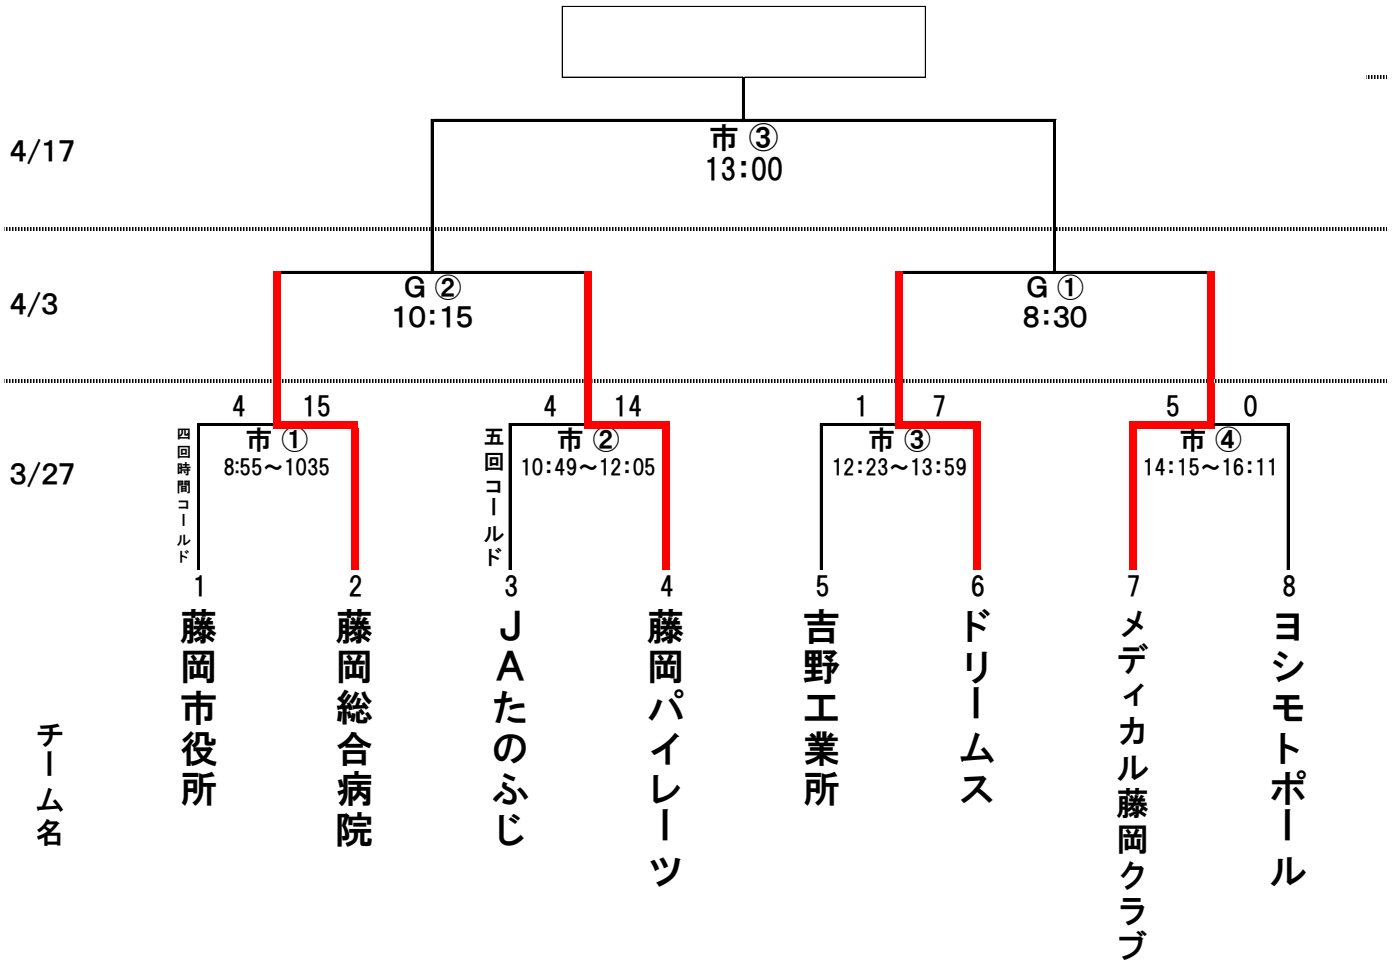 4/17
市 ③
13:00
4/3
G ②
10:15
G ①
8:30
3/27
4 15
四回時間コールド
市 ①
8:55～1035
4 14
五回コールド
市 ②
10:49～12:05
1 7
市 ③
12:23～13:59
5 0
市 ④
14:15～16:11
1 2 3 4 5 6 7 8
チーム名
藤岡市役所
藤岡総合病院
JAたのふじ
藤岡パイレーツ
吉野工業所
ドリームス
メディカル藤岡クラブ
ヨシモトポール